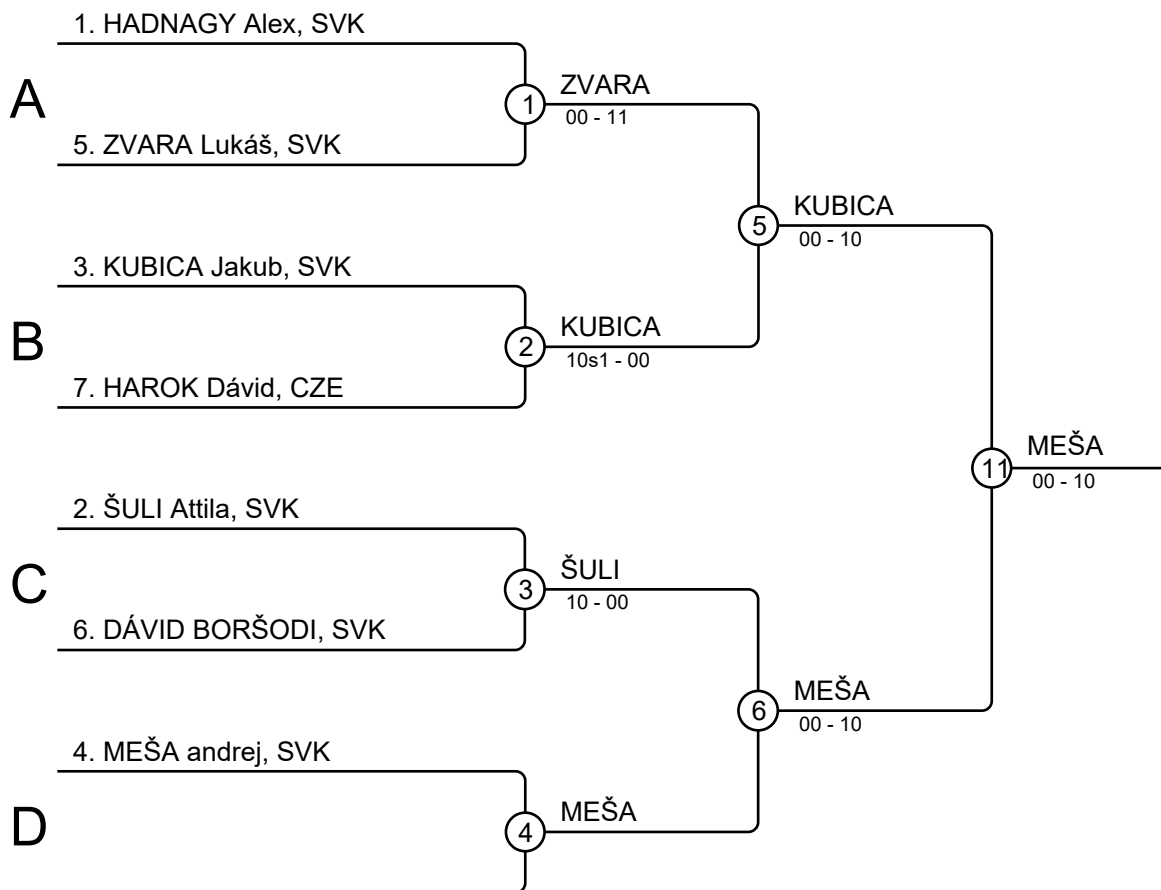 1. HADNAGY Alex, SVK
A
1
ZVARA
00 - 11
5. ZVARA Lukáš, SVK
5
KUBICA
00 - 10
3. KUBICA Jakub, SVK
B
2
KUBICA
10s1 - 00
7. HAROK Dávid, CZE
11
MEŠA
00 - 10
2. ŠULI Attila, SVK
C
3
ŠULI
10 - 00
6. DÁVID BORŠODI, SVK
6
MEŠA
00 - 10
4. MEŠA andrej, SVK
D
4
MEŠA